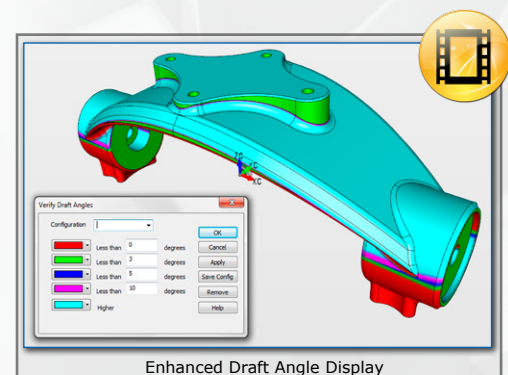 ZC
YC
XC
Verify Draft Angles
Configuration
OK
Less than 0 degrees Cancel
Less than 3 degrees Apply
Less than 5 degrees Save Config
Less than 10 degrees Remove
Higher Help
Enhanced Draft Angle Display